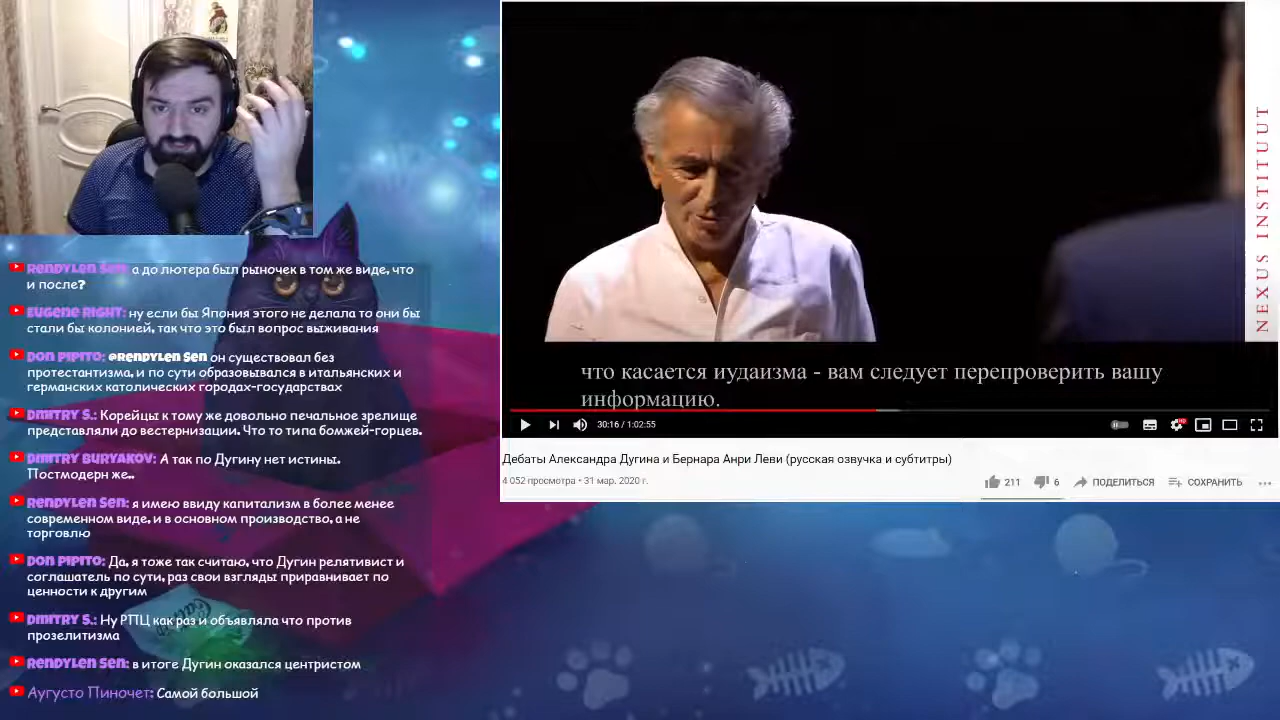 RendyLen Sen: а до лютера был рыночек в том же виде, что
и после?
Eugene Right: ну если бы Япония этого не делала то они бы
стали бы колонией, так что это был вопрос выживания
Don Pipito: @RendyLen Sen он существовал без
протестантизма, и по сути образовывался в итальянских и
германских католических городах-государствах
Dmitry S.: Корейцы к тому же довольно печальное зрелище
представляли до вестернизации. Что то типа бомжей-горцев.
Dmitry Buryakov: А так по Дугину нет истины.
Постмодерн же..
RendyLen Sen: я имею ввиду капитализм в более менее
современном виде, и в основном производство, а не
торговлю
Don Pipito: Да, я тоже так считаю, что Дугин релятивист и
соглашатель по сути, раз свои взгляды приравнивает по
ценности к другим
Dmitry S.: Ну РПЦ как раз и объявляла что против
прозелитизма
RendyLen Sen: в итоге Дугин оказался центристом
Аугусто Пиночет: Самой большой
NEXUS INSTITUUT
что касается иудаизма - вам следует перепроверить вашу
информацию.
30:16 / 1:02:55
Дебаты Александра Дугина и Бернара Анри Леви (русская озвучка и субтитры)
4 052 просмотра • 31 мар. 2020 г.
211 6 ПОДЕЛИТЬСЯ СОХРАНИТЬ